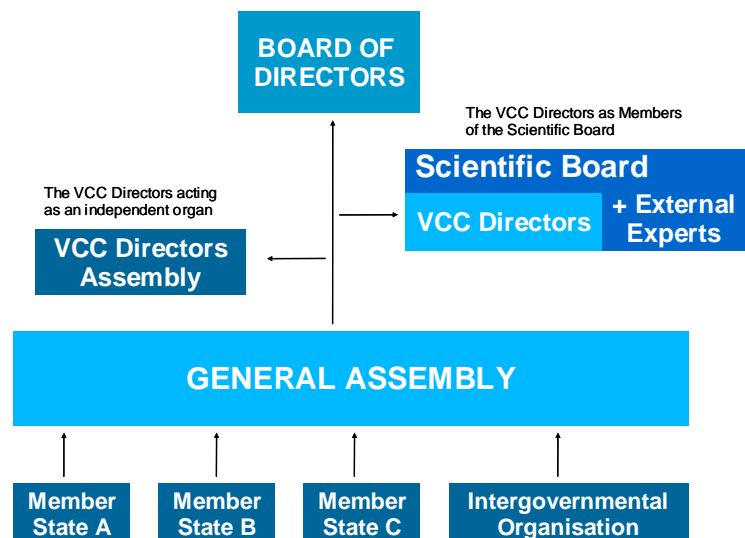 BOARD OF
DIRECTORS
The VCC Directors as Members
of the Scientific Board
Scientific Board
VCC Directors
+ External
Experts
The VCC Directors acting
as an independent organ
VCC Directors
Assembly
GENERAL ASSEMBLY
Member
State A
Member
State B
Member
State C
Intergovernmental
Organisation